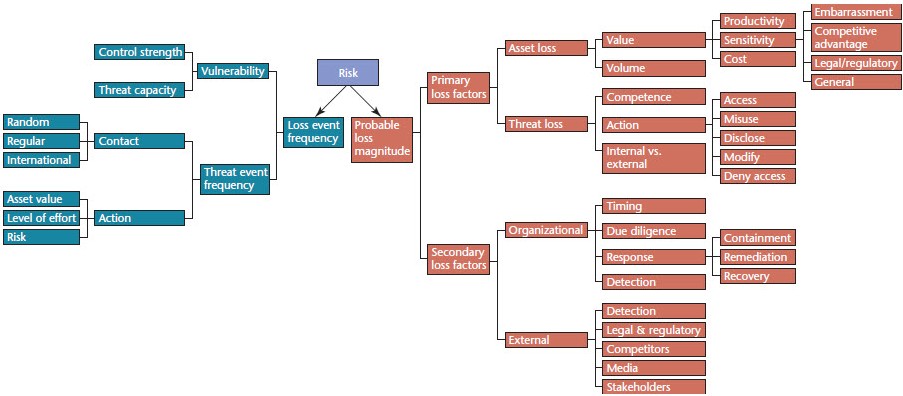 Control strength
Threat capacity
Vulnerability
Random
Regular
International
Contact
Asset value
Level of effort
Risk
Action
Threat event
frequency
Loss event
frequency
Risk
Probable
loss
magnitude
Primary
loss factors
Asset loss
Value
Volume
Productivity
Sensitivity
Cost
Embarrassment
Competitive
advantage
Legal/regulatory
General
Threat loss
Competence
Action
Internal vs.
external
Access
Misuse
Disclose
Modify
Deny access
Secondary
loss factors
Organizational
Timing
Due diligence
Response
Detection
Containment
Remediation
Recovery
External
Detection
Legal & regulatory
Competitors
Media
Stakeholders